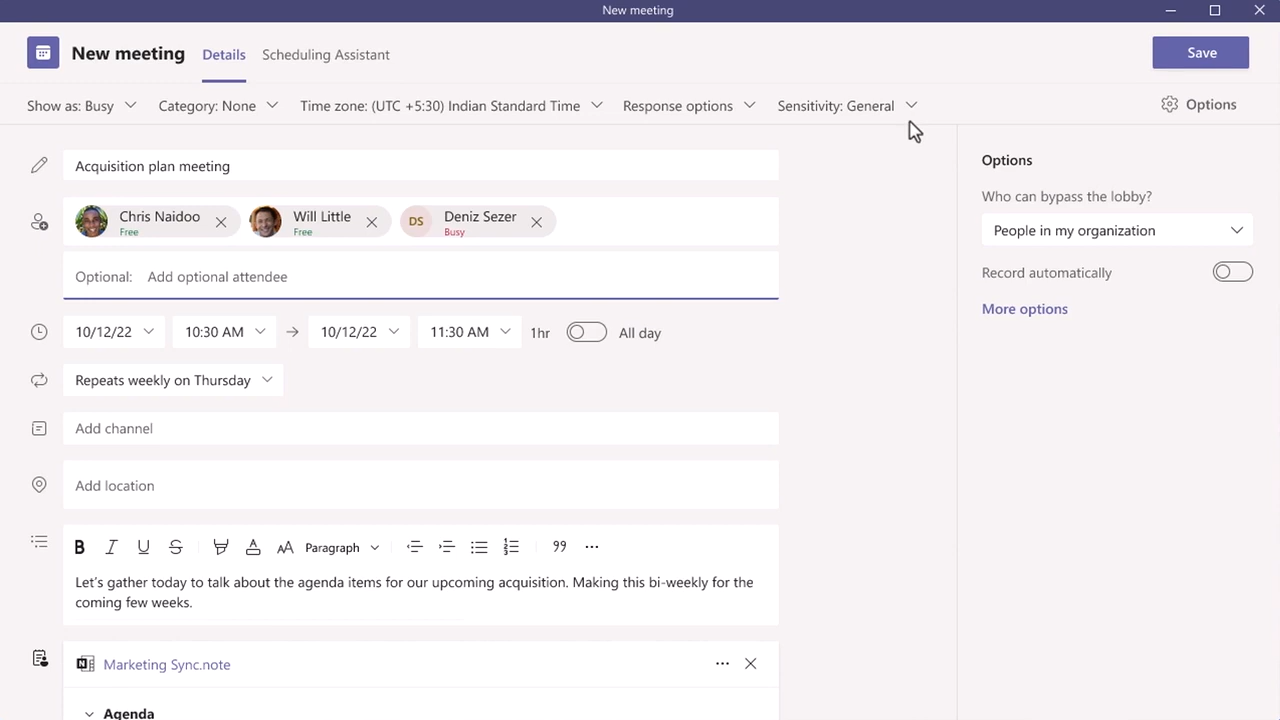 New meeting
New meeting Details Scheduling Assistant Save
Show as: Busy Category: None Time zone: (UTC +5:30) Indian Standard Time Response options Sensitivity: General Options
Acquisition plan meeting
Chris Naidoo
Free
Will Little
Free
DS
Deniz Sezer
Busy
Optional: Add optional attendee
10/12/22 10:30 AM → 10/12/22 11:30 AM 1hr All day
Repeats weekly on Thursday
Add channel
Add location
B I U S AA Paragraph 99 ...
Let's gather today to talk about the agenda items for our upcoming acquisition. Making this bi-weekly for the
coming few weeks.
N Marketing Sync.note ...
Agenda
Options
Who can bypass the lobby?
People in my organization
Record automatically
More options